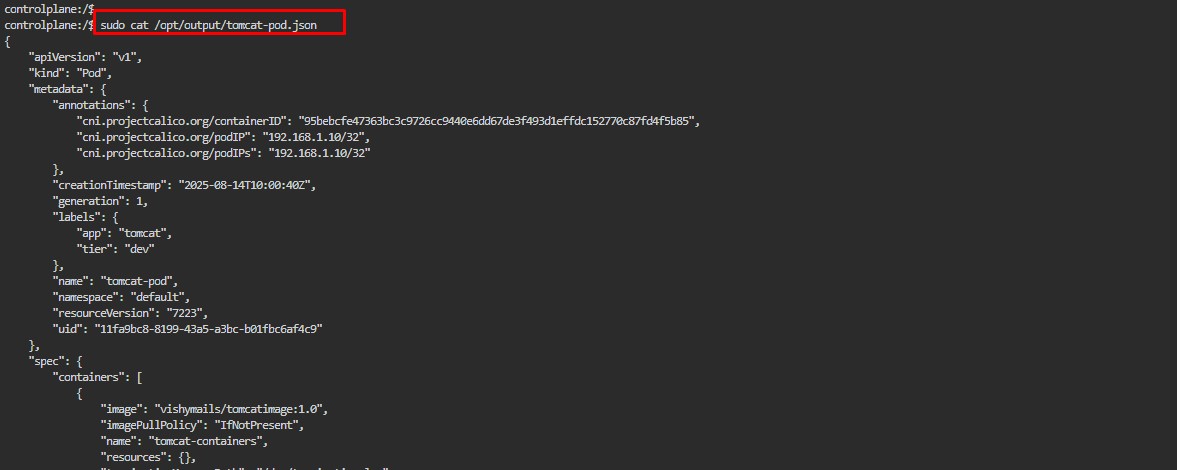 controlplane:/$
controlplane:/$ sudo cat /opt/output/tomcat-pod.json
{
    "apiVersion": "v1",
    "kind": "Pod",
    "metadata": {
        "annotations": {
            "cni.projectcalico.org/containerID": "95bebcfe47363bc3c9726cc9440e6dd67de3f493d1effdc152770c87fd4f5b85",
            "cni.projectcalico.org/podIP": "192.168.1.10/32",
            "cni.projectcalico.org/podIPs": "192.168.1.10/32"
        },
        "creationTimestamp": "2025-08-14T10:00:40Z",
        "generation": 1,
        "labels": {
            "app": "tomcat",
            "tier": "dev"
        },
        "name": "tomcat-pod",
        "namespace": "default",
        "resourceVersion": "7223",
        "uid": "11fa9bc8-8199-43a5-a3bc-b01fbc6af4c9"
    },
    "spec": {
        "containers": [
            {
                "image": "vishymails/tomcatimage:1.0",
                "imagePullPolicy": "IfNotPresent",
                "name": "tomcat-containers",
                "resources": {},